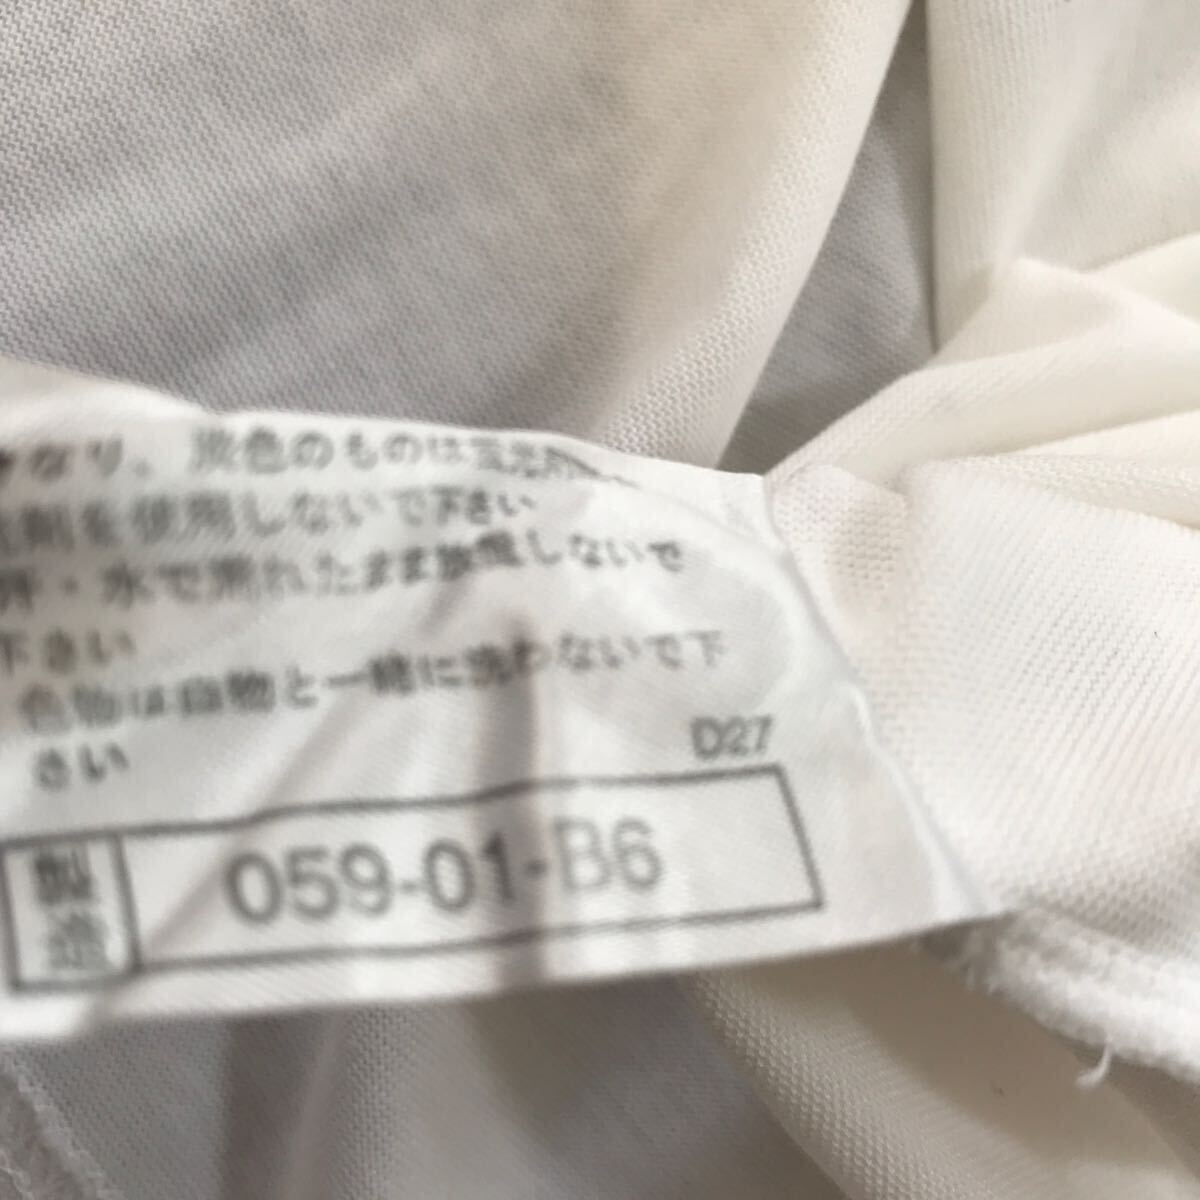 なり、淡色のものは蛍光剤
剤を使用しないで下さい
汗・水で濡れたまま放置しないで
下さい
色物は白物と一緒に洗わないで下
さい
D27
製造 059-01-B6